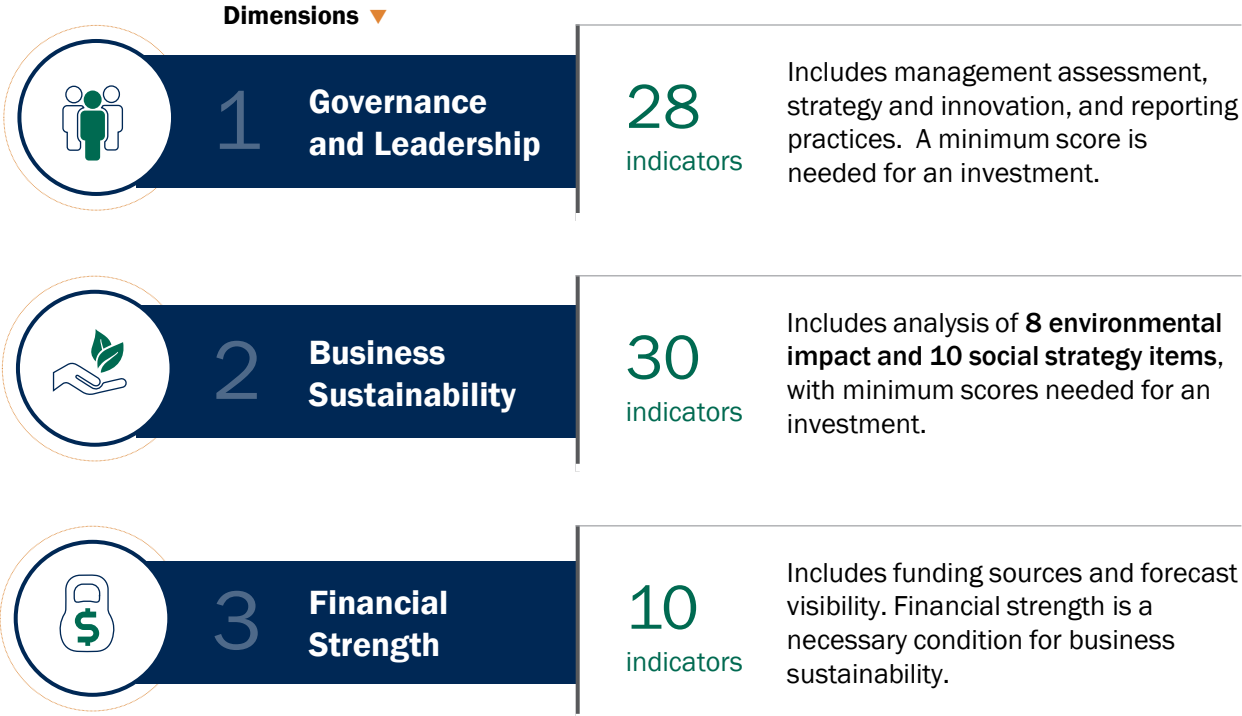 Dimensions ▼
1
Governance
and Leadership
28
indicators
Includes management assessment,
strategy and innovation, and reporting
practices.  A minimum score is
needed for an investment.
2
Business
Sustainability
30
indicators
Includes analysis of 8 environmental
impact and 10 social strategy items,
with minimum scores needed for an
investment.
$
3
Financial
Strength
10
indicators
Includes funding sources and forecast
visibility. Financial strength is a
necessary condition for business
sustainability.